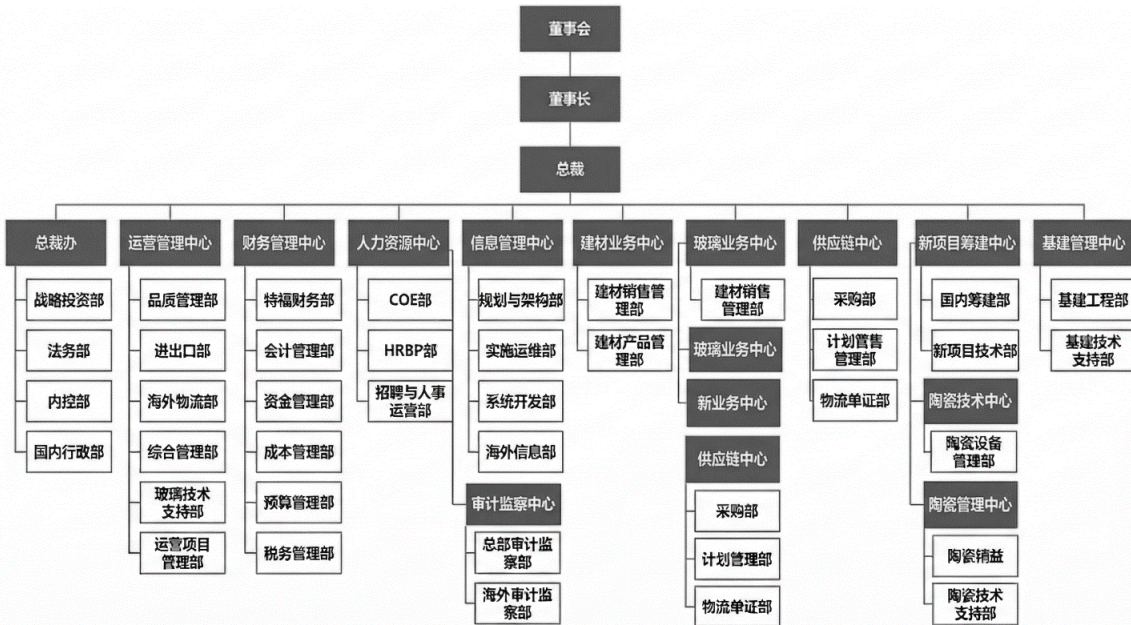 董事会
董事长
总裁
总裁办
战略投资部
法务部
内控部
国内行政部
运营管理中心
品质管理部
进出口部
海外物流部
综合管理部
玻璃技术
支持部
运营项目
管理部
财务管理中心
特福财务部
会计管理部
资金管理部
成本管理部
预算管理部
税务管理部
人力资源中心
COE部
HRBP部
招聘与人事
运营部
信息管理中心
规划与架构部
实施运维部
系统开发部
海外信息部
审计监察中心
总部审计监
察部
海外审计监
察部
建材业务中心
建材销售管
理部
建材产品管
理部
玻璃业务中心
建材销售
管理部
玻璃业务中心
新业务中心
供应链中心
采购部
计划管理部
物流单证部
供应链中心
采购部
计划管售
管理部
物流单证部
新项目筹建中心
国内筹建部
新项目技术部
陶瓷技术中心
陶瓷设备
管理部
陶瓷管理中心
陶瓷销益
陶瓷技术
支持部
基建管理中心
基建工程部
基建技术
支持部